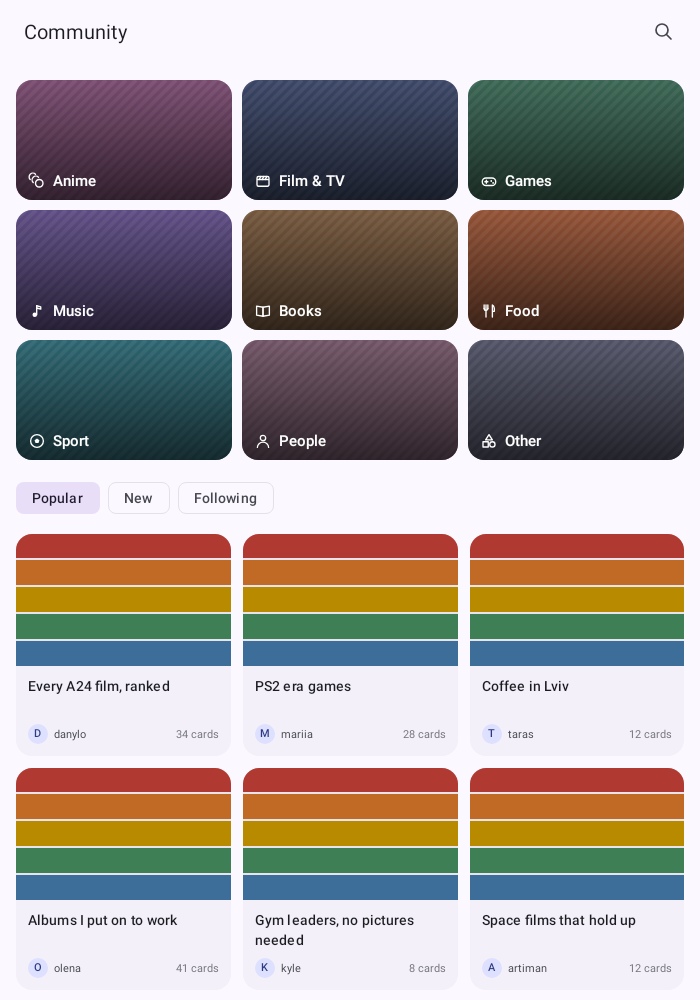 Community
Anime
Film & TV
Games
Music
Books
Food
Sport
People
Other
Popular
New
Following
Every A24 film, ranked
PS2 era games
Coffee in Lviv
D danylo 34 cards
M mariia 28 cards
T taras 12 cards
Albums I put on to work
Gym leaders, no pictures
needed
Space films that hold up
O olena 41 cards
K kyle 8 cards
A artiman 12 cards